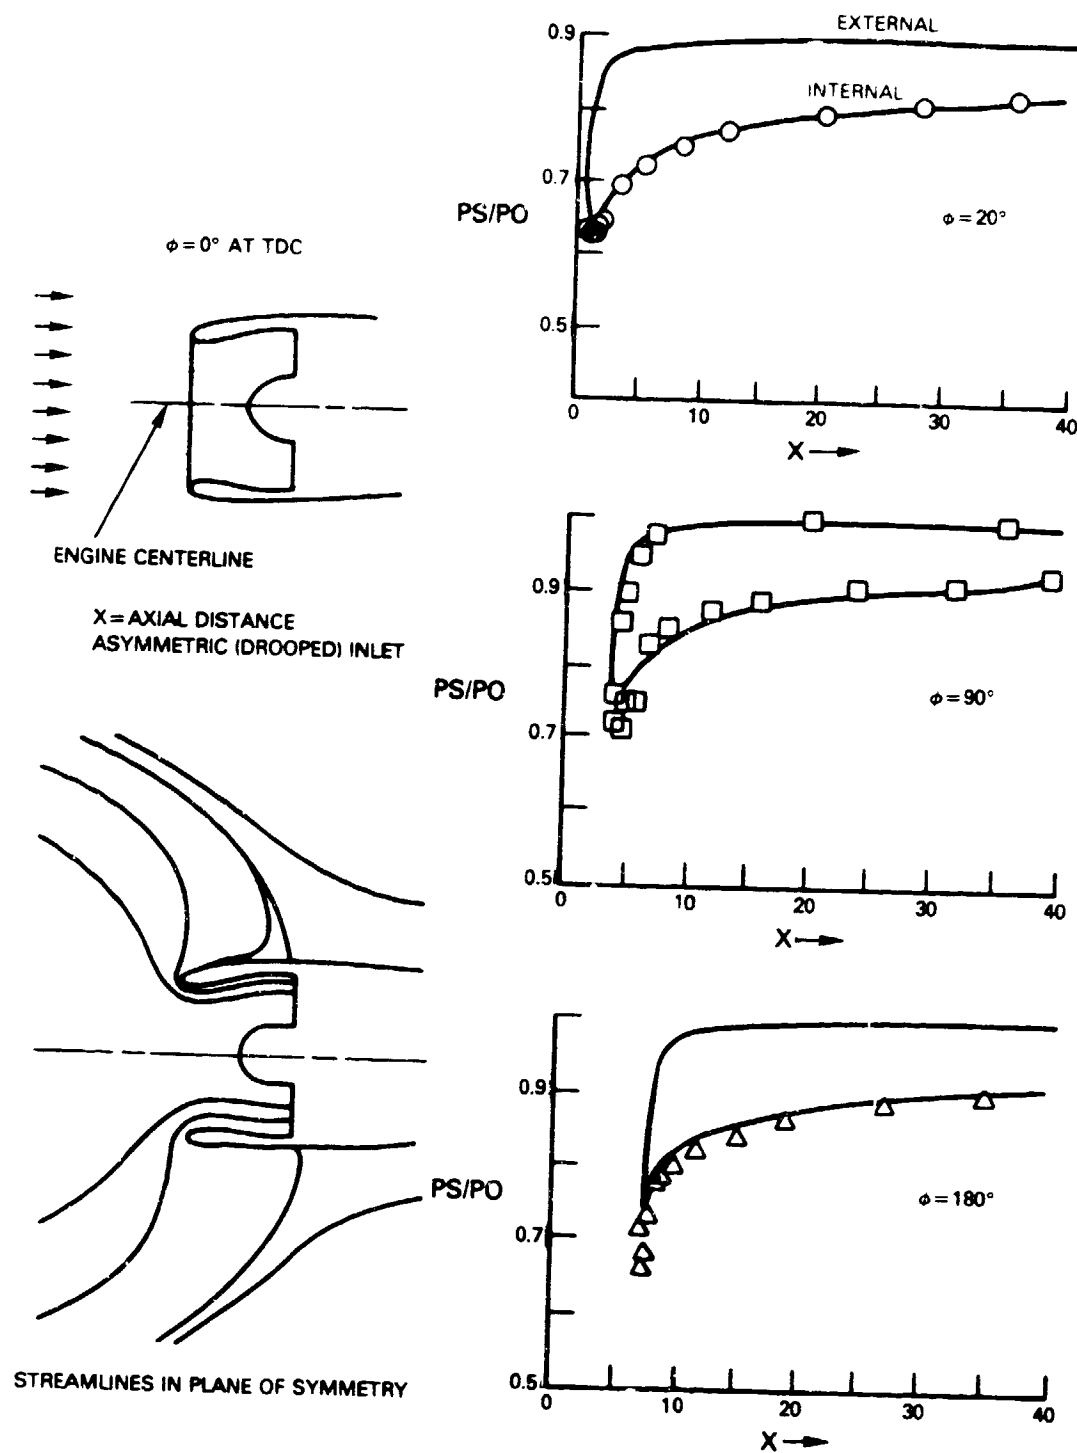 φ = 0° AT TDC
ENGINE CENTERLINE
X = AXIAL DISTANCE
ASYMMETRIC (DROOPED) INLET
STREAMLINES IN PLANE OF SYMMETRY
0.9
EXTERNAL
INTERNAL
0.7
PS/PO
φ = 20°
0.5
0 10 20 30 40
X
0.9
PS/PO
φ = 90°
0.7
0.5
0 10 20 30 40
X
0.9
PS/PO
φ = 180°
0.7
0.5
0 10 20 30 40
X